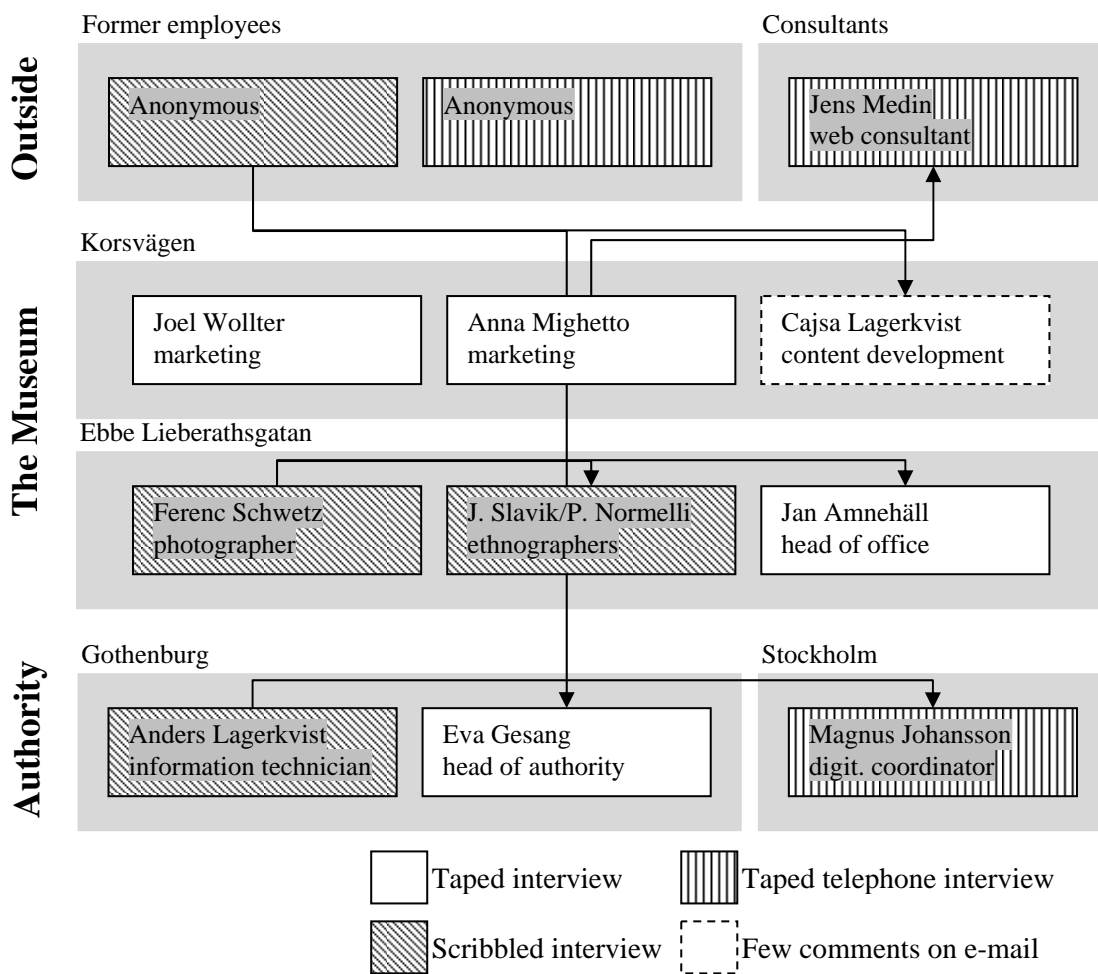 Former employees
Consultants
Outside
Anonymous
Anonymous
Jens Medin
web consultant
Korsvägen
The Museum
Joel Wollter
marketing
Anna Mighetto
marketing
Cajsa Lagerkvist
content development
Ebbe Lieberathsgatan
Ferenc Schwetz
photographer
J. Slavik/P. Normelli
ethnographers
Jan Amnehäll
head of office
Authority
Gothenburg
Stockholm
Anders Lagerkvist
information technician
Eva Gesang
head of authority
Magnus Johansson
digit. coordinator
Taped interview
Taped telephone interview
Scribbled interview
Few comments on e-mail